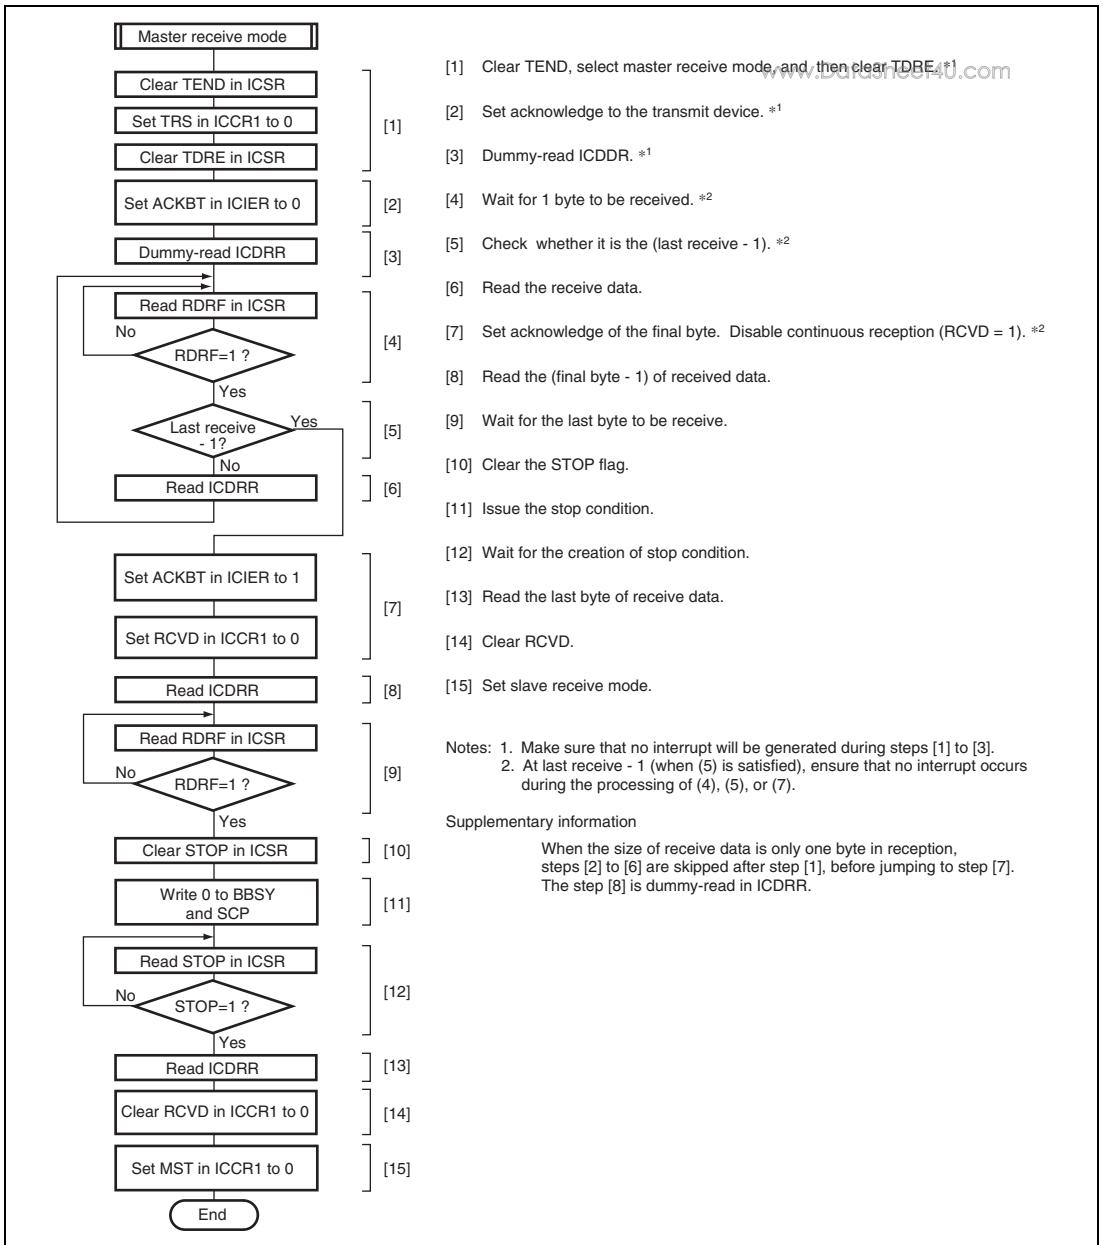 Master receive mode
Clear TEND in ICSR
Set TRS in ICCR1 to 0
Clear TDRE in ICSR
[1]
Set ACKBT in ICIER to 0
[2]
Dummy-read ICDRR
[3]
Read RDRF in ICSR
No
RDRF=1 ?
[4]
Yes
Last receive
- 1?
Yes
[5]
No
Read ICDRR
[6]
Set ACKBT in ICIER to 1
Set RCVD in ICCR1 to 0
[7]
Read ICDRR
[8]
Read RDRF in ICSR
No
RDRF=1 ?
[9]
Yes
Clear STOP in ICSR
[10]
Write 0 to BBSY
and SCP
[11]
Read STOP in ICSR
No
STOP=1 ?
[12]
Yes
Read ICDRR
[13]
Clear RCVD in ICCR1 to 0
[14]
Set MST in ICCR1 to 0
[15]
End
[1] Clear TEND, select master receive mode, and then clear TDRE. *1
www.DataSheet4U.com
[2] Set acknowledge to the transmit device. *1
[3] Dummy-read ICDDR. *1
[4] Wait for 1 byte to be received. *2
[5] Check whether it is the (last receive - 1). *2
[6] Read the receive data.
[7] Set acknowledge of the final byte. Disable continuous reception (RCVD = 1). *2
[8] Read the (final byte - 1) of received data.
[9] Wait for the last byte to be receive.
[10] Clear the STOP flag.
[11] Issue the stop condition.
[12] Wait for the creation of stop condition.
[13] Read the last byte of receive data.
[14] Clear RCVD.
[15] Set slave receive mode.
Notes: 1. Make sure that no interrupt will be generated during steps [1] to [3].
2. At last receive - 1 (when (5) is satisfied), ensure that no interrupt occurs
during the processing of (4), (5), or (7).
Supplementary information
When the size of receive data is only one byte in reception,
steps [2] to [6] are skipped after step [1], before jumping to step [7].
The step [8] is dummy-read in ICDRR.